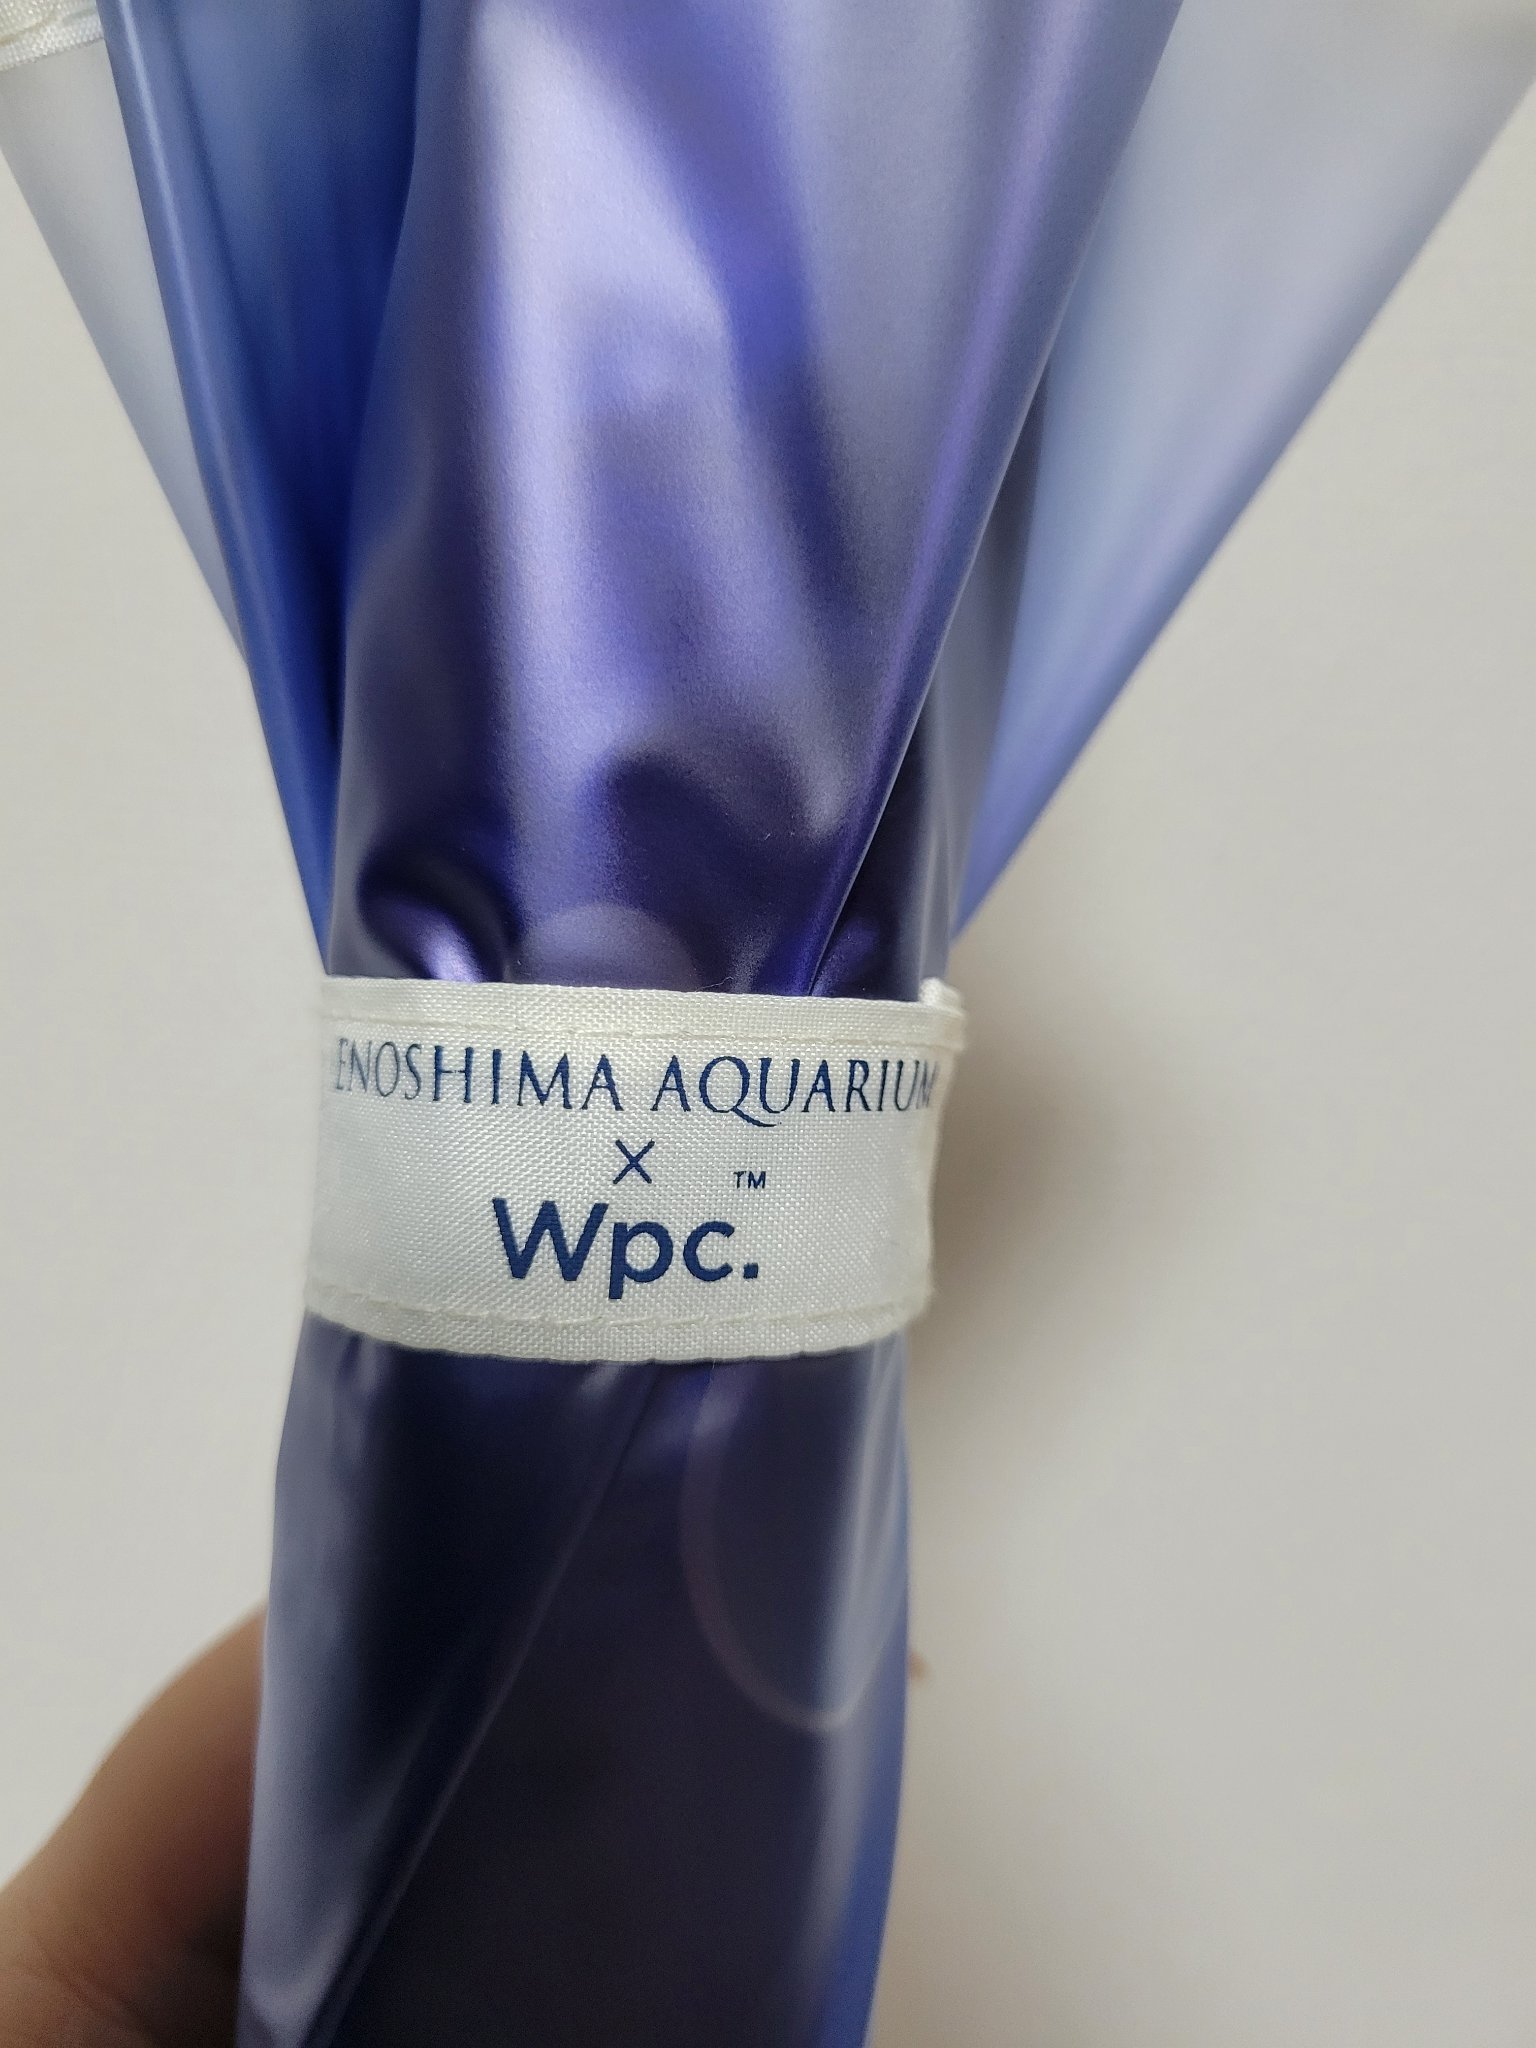 ENOSHIMA AQUARIUM
×
Wpc.™